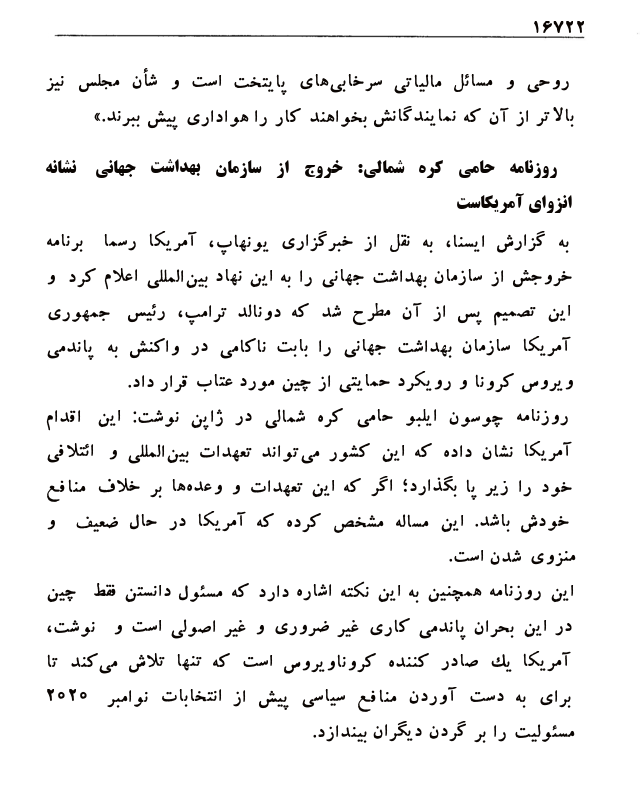 ۱۶۷۲۲
روحی و مسائل مالیاتی سرخابی‌های پایتخت است و شأن مجلس نیز
بالاتر از آن که نمایندگانش بخواهند کار را هواداری پیش ببرند.»
روزنامه حامی کره شمالی: خروج از سازمان بهداشت جهانی نشانه
انزوای آمریکاست
به گزارش ایسنا، به نقل از خبرگزاری یونهاپ، آمریکا رسما برنامه
خروجش از سازمان بهداشت جهانی را به این نهاد بین‌المللی اعلام کرد و
این تصمیم پس از آن مطرح شد که دونالد ترامپ، رئیس جمهوری
آمریکا سازمان بهداشت جهانی را بابت ناکامی در واکنش به پاندمی
ویروس کرونا و رویکرد حمایتی از چین مورد عتاب قرار داد.
روزنامه چوسون ایلبو حامی کره شمالی در ژاپن نوشت: این اقدام
آمریکا نشان داده که این کشور می‌تواند تعهدات بین‌المللی و ائتلافی
خود را زیر پا بگذارد؛ اگر که این تعهدات و وعده‌ها بر خلاف منافع
خودش باشد. این مساله مشخص کرده که آمریکا در حال ضعیف و
منزوی شدن است.
این روزنامه همچنین به این نکته اشاره دارد که مسئول دانستن فقط چین
در این بحران پاندمی کاری غیر ضروری و غیر اصولی است و نوشت،
آمریکا یك صادر کننده کروناویروس است که تنها تلاش می‌کند تا
برای به دست آوردن منافع سیاسی پیش از انتخابات نوامبر ۲۰۲۰
مسئولیت را بر گردن دیگران بیندازد.